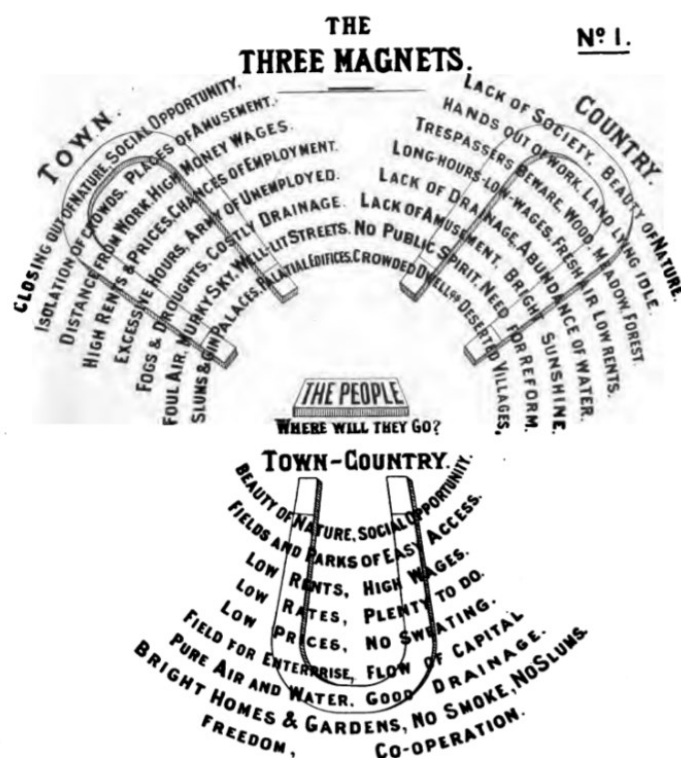 THE
THREE MAGNETS.
Nº 1.
TOWN.
CLOSING OUT OF NATURE. SOCIAL OPPORTUNITY.
ISOLATION OF CROWDS. PLACES OF AMUSEMENT.
DISTANCE FROM WORK. HIGH MONEY WAGES.
HIGH RENTS & PRICES. CHANCES OF EMPLOYMENT.
EXCESSIVE HOURS. ARMY OF UNEMPLOYED.
FOGS & DROUGHTS. COSTLY DRAINAGE.
FOUL AIR. MURKY SKY. WELL-LIT STREETS.
SLUMS & GIN PALACES. PALATIAL EDIFICES.
COUNTRY.
LACK OF SOCIETY. BEAUTY OF NATURE.
HANDS OUT OF WORK. LAND LYING IDLE.
TRESPASSERS BEWARE. WOOD, MEADOW, FOREST.
LONG-HOURS-LOW-WAGES. FRESH AIR. LOW RENTS.
LACK OF DRAINAGE. ABUNDANCE OF WATER.
LACK OF AMUSEMENT. BRIGHT SUNSHINE.
NO PUBLIC SPIRIT. NEED FOR REFORM.
CROWDED DWELLGS DESERTED VILLAGES,
THE PEOPLE
WHERE WILL THEY GO?
TOWN-COUNTRY.
BEAUTY OF NATURE. SOCIAL OPPORTUNITY.
FIELDS AND PARKS OF EASY ACCESS.
LOW RENTS, HIGH WAGES.
LOW RATES, PLENTY TO DO.
LOW PRICES, NO SWEATING.
FIELD FOR ENTERPRISE, FLOW OF CAPITAL
PURE AIR AND WATER. GOOD DRAINAGE.
BRIGHT HOMES & GARDENS, NO SMOKE, NO SLUMS.
FREEDOM, CO-OPERATION.